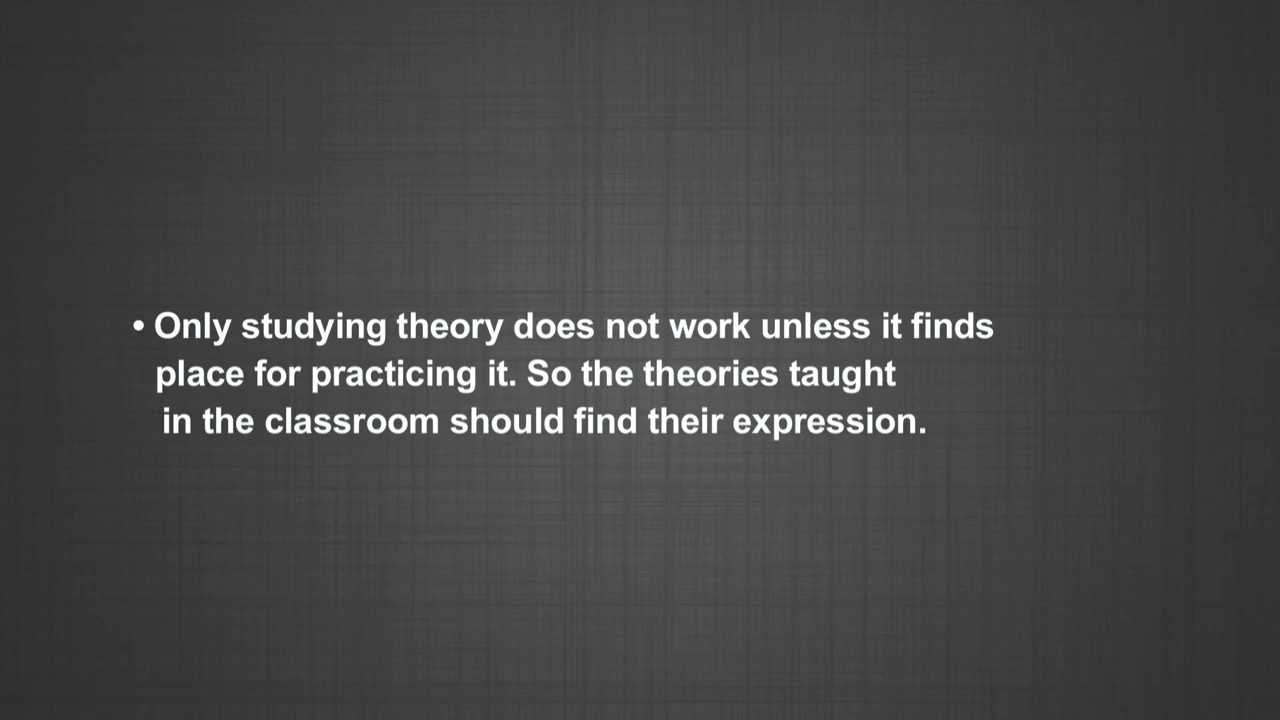 • Only studying theory does not work unless it finds
place for practicing it. So the theories taught
in the classroom should find their expression.